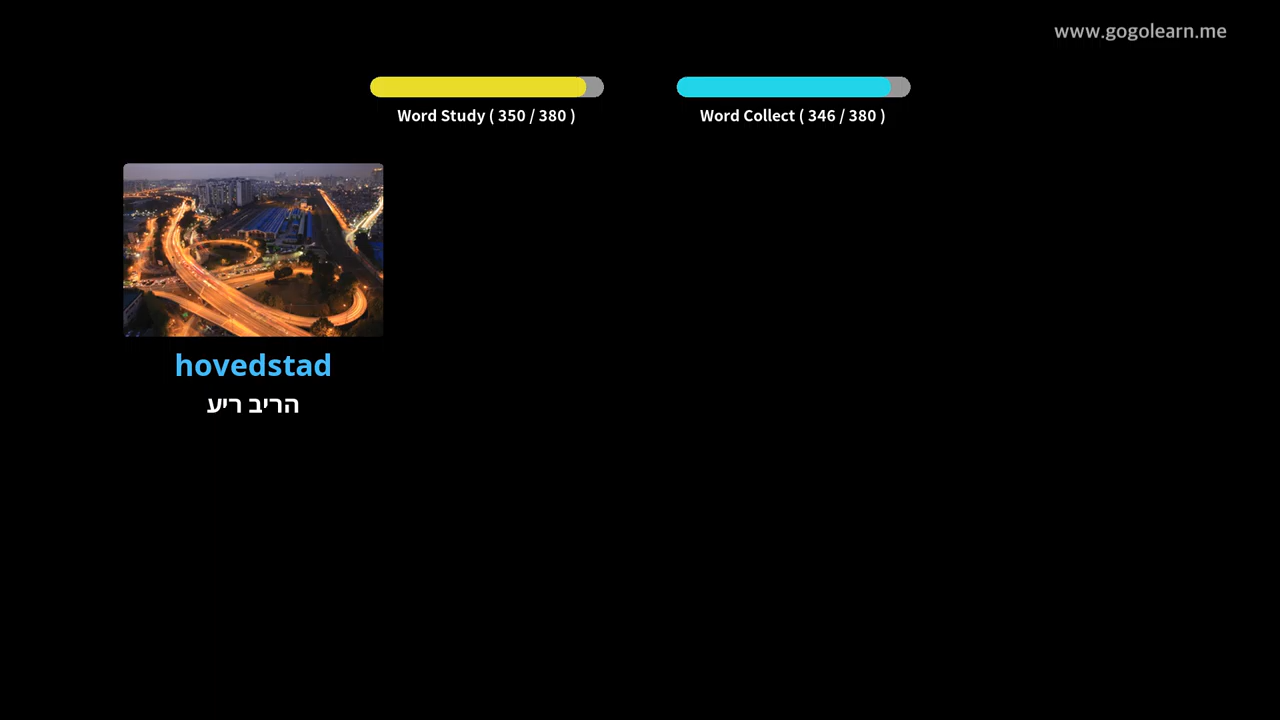 www.gogolearn.me
Word Study ( 350 / 380 )
Word Collect ( 346 / 380 )
hovedstad
הריב ריע